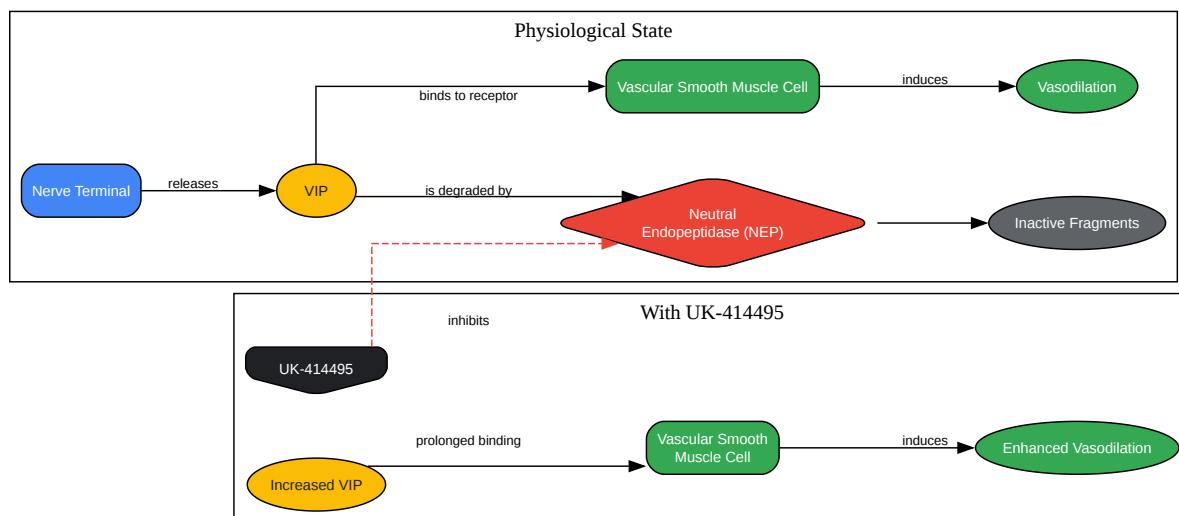 Physiological State
Vascular Smooth Muscle Cell
induces
Vasodilation
binds to receptor
Nerve Terminal
releases
VIP
is degraded by
Neutral
Endopeptidase (NEP)
Inactive Fragments
With UK-414495
inhibits
UK-414495
Increased VIP
prolonged binding
Vascular Smooth
Muscle Cell
induces
Enhanced Vasodilation